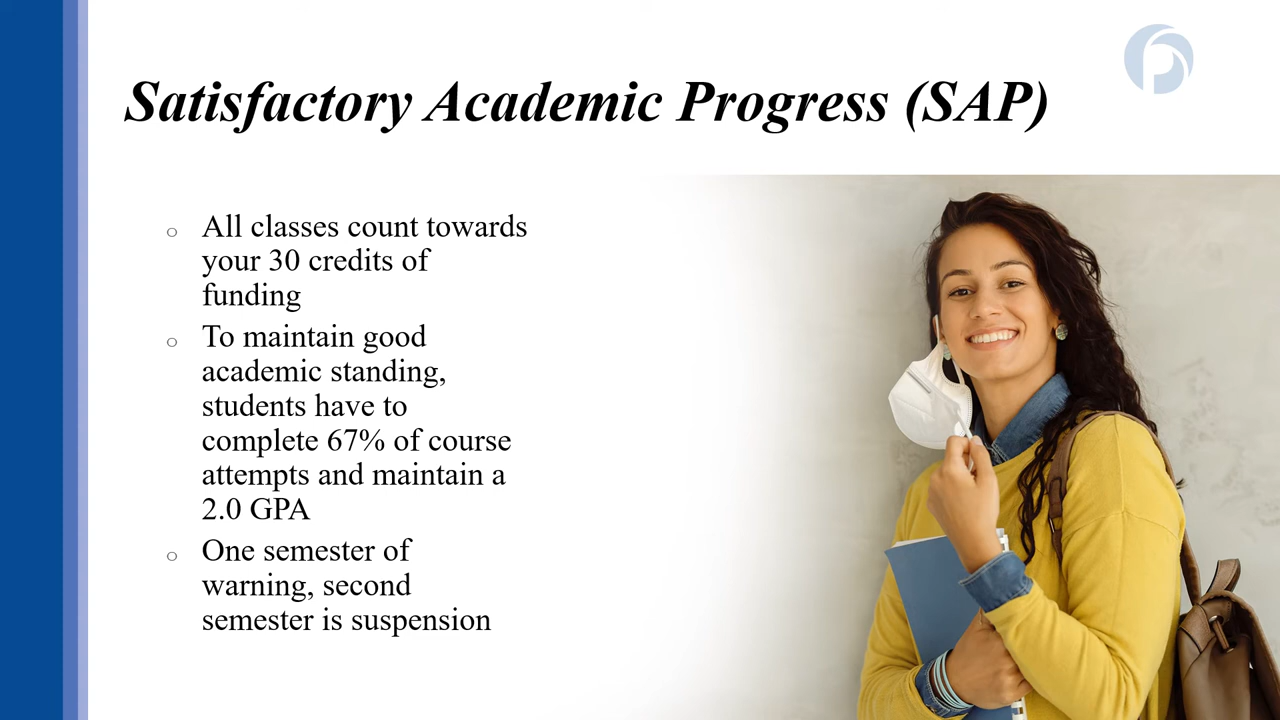 Satisfactory Academic Progress (SAP)
All classes count towards
your 30 credits of
funding
To maintain good
academic standing,
students have to
complete 67% of course
attempts and maintain a
2.0 GPA
One semester of
warning, second
semester is suspension